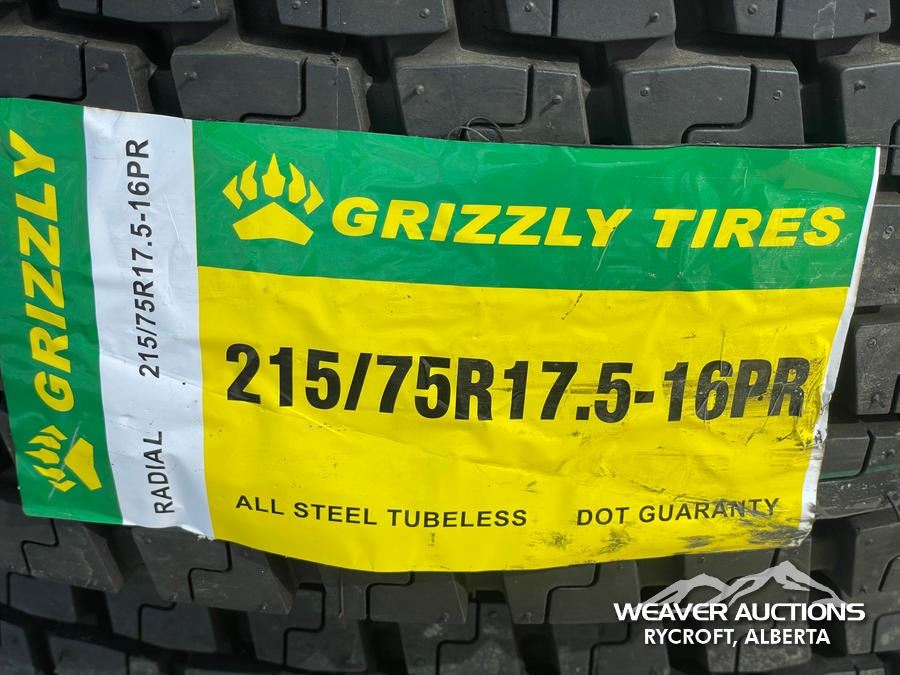 GRIZZLY
RADIAL 215/75R17.5-16PR
GRIZZLY TIRES
215/75R17.5-16PR
ALL STEEL TUBELESS DOT GUARANTY
WEAVER AUCTIONS
RYCROFT, ALBERTA